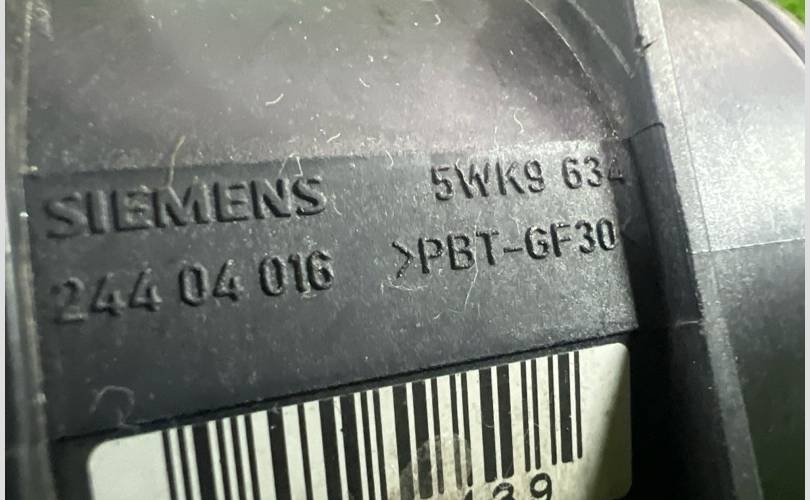 SIEMENS 5WK9 634
244 04 016 >PBT-GF30